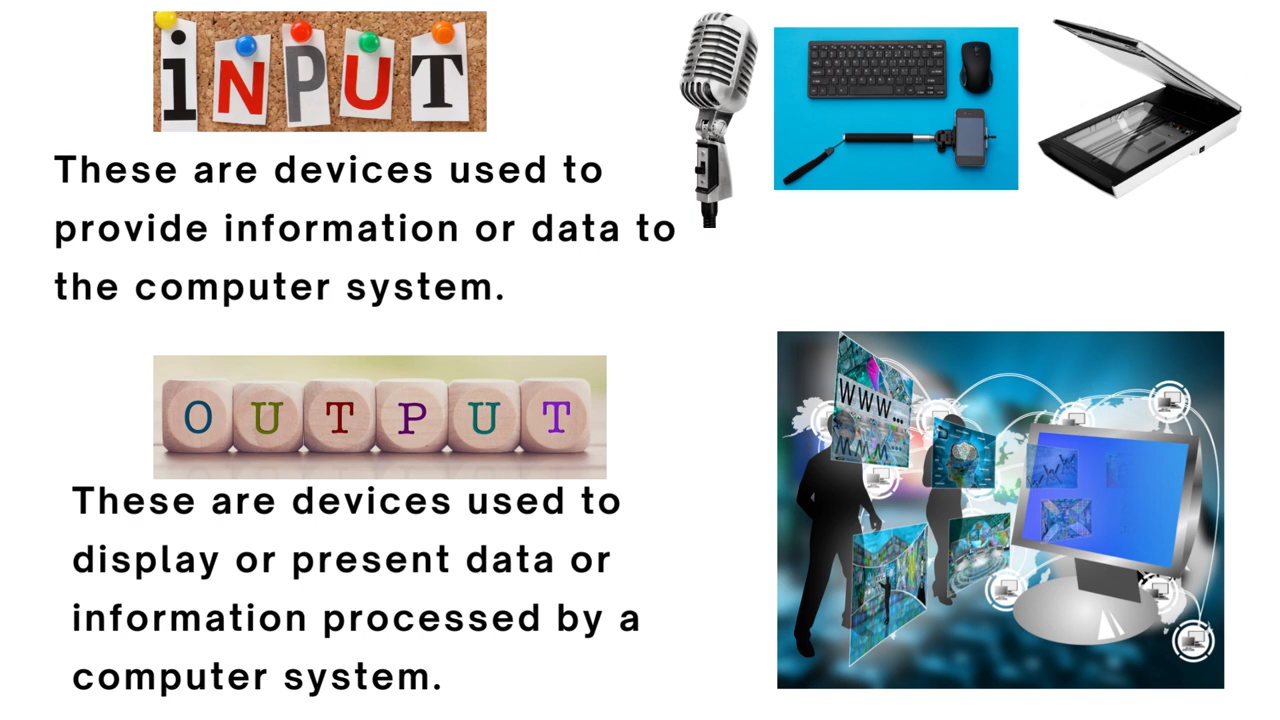 iNPUT
These are devices used to
provide information or data to
the computer system.
OUTPUT
These are devices used to
display or present data or
information processed by a
computer system.
WWW